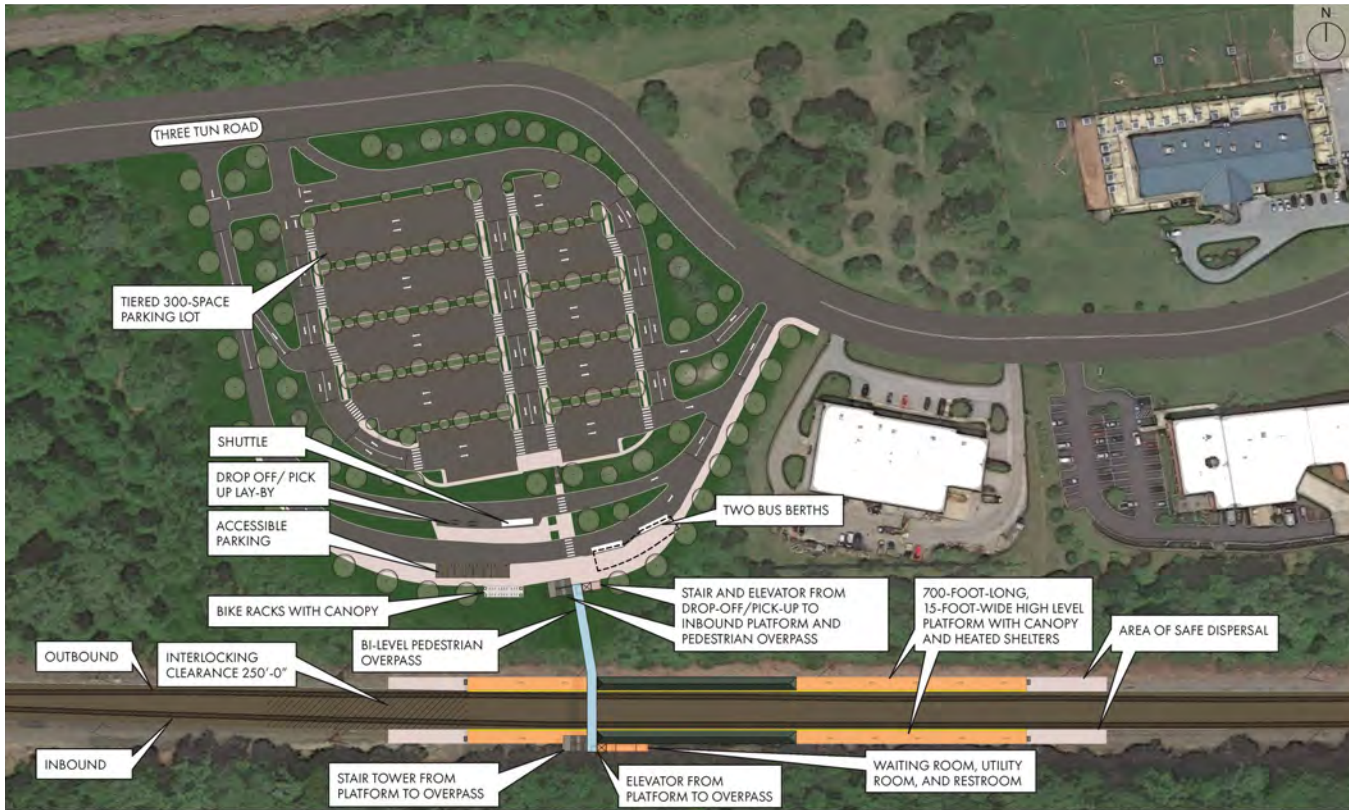 N
THREE TUN ROAD
TIERED 300-SPACE
PARKING LOT
SHUTTLE
DROP OFF/ PICK
UP LAY-BY
ACCESSIBLE
PARKING
TWO BUS BERTHS
BIKE RACKS WITH CANOPY
STAIR AND ELEVATOR FROM
DROP-OFF/PICK-UP TO
INBOUND PLATFORM AND
PEDESTRIAN OVERPASS
700-FOOT-LONG,
15-FOOT-WIDE HIGH LEVEL
PLATFORM WITH CANOPY
AND HEATED SHELTERS
AREA OF SAFE DISPERSAL
BI-LEVEL PEDESTRIAN
OVERPASS
OUTBOUND
INTERLOCKING
CLEARANCE 250'-0"
INBOUND
STAIR TOWER FROM
PLATFORM TO OVERPASS
ELEVATOR FROM
PLATFORM TO OVERPASS
WAITING ROOM, UTILITY
ROOM, AND RESTROOM